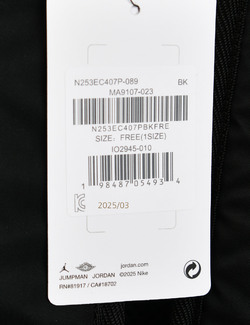 N253EC407P-089 BK
MA9107-023
N253EC407PBKFRE
SIZE: FREE(1SIZE)
IO2945-010
1 98487 05493 4
2025/03
jordan.com
JUMPMAN JORDAN ©2025 Nike
RN#81917 / CA#18702